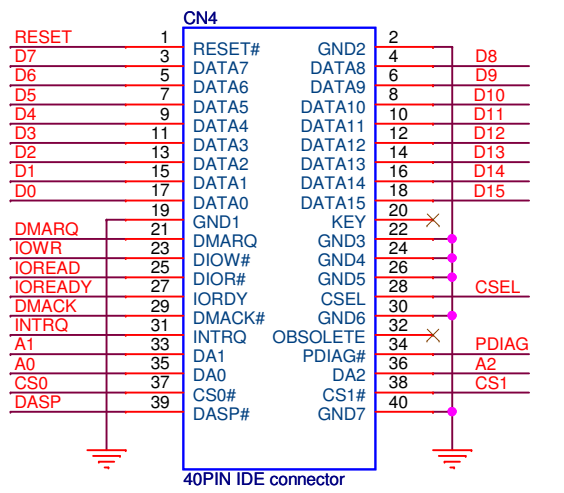 CN4
RESET 1 RESET# GND2 2
D7 3 DATA7 DATA8 4 D8
D6 5 DATA6 DATA9 6 D9
D5 7 DATA5 DATA10 8 D10
D4 9 DATA4 DATA11 10 D11
D3 11 DATA3 DATA12 12 D12
D2 13 DATA2 DATA13 14 D13
D1 15 DATA1 DATA14 16 D14
D0 17 DATA0 DATA15 18 D15
19 GND1 KEY 20
DMARQ 21 DMARQ GND3 22
IOWR 23 DIOW# GND4 24
IOREAD 25 DIOR# GND5 26
IOREADY 27 IORDY CSEL 28 CSEL
DMACK 29 DMACK# GND6 30
INTRQ 31 INTRQ OBSOLETE 32
A1 33 DA1 PDIAG# 34 PDIAG
A0 35 DA0 DA2 36 A2
CS0 37 CS0# CS1# 38 CS1
DASP 39 DASP# GND7 40
40PIN IDE connector